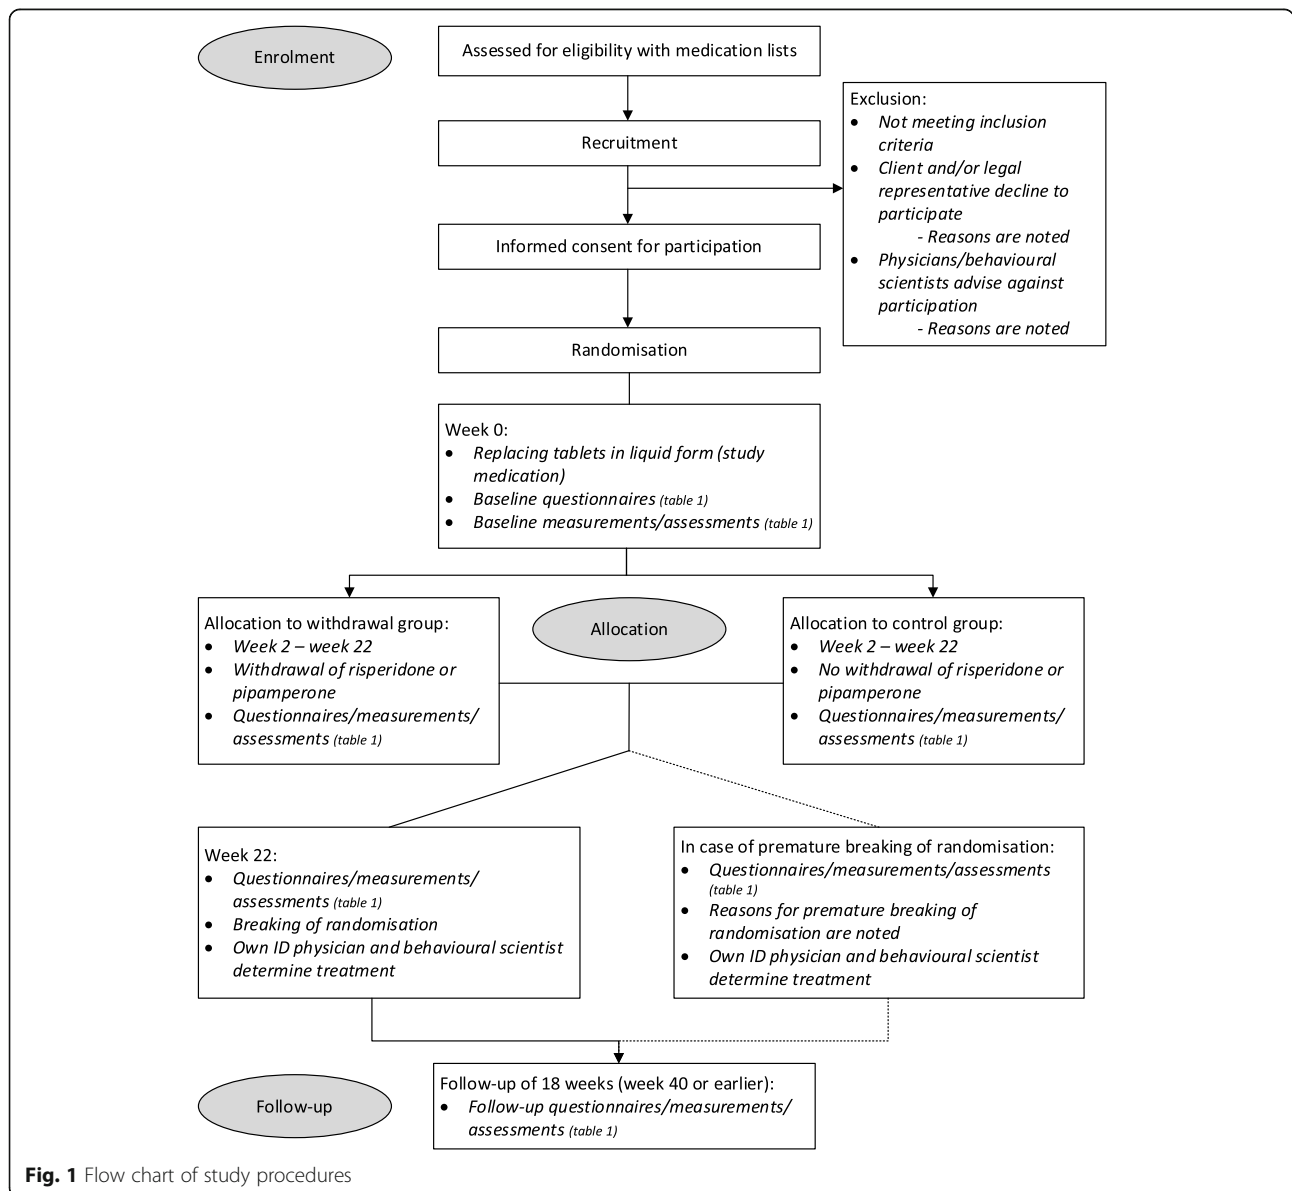 Enrolment
Assessed for eligibility with medication lists
Recruitment
Exclusion:
• Not meeting inclusion
criteria
• Client and/or legal
representative decline to
participate
- Reasons are noted
• Physicians/behavioural
scientists advise against
participation
- Reasons are noted
Informed consent for participation
Randomisation
Week 0:
• Replacing tablets in liquid form (study
medication)
• Baseline questionnaires (table 1)
• Baseline measurements/assessments (table 1)
Allocation to withdrawal group:
• Week 2 – week 22
• Withdrawal of risperidone or
pipamperone
• Questionnaires/measurements/
assessments (table 1)
Allocation
Allocation to control group:
• Week 2 – week 22
• No withdrawal of risperidone or
pipamperone
• Questionnaires/measurements/
assessments (table 1)
Week 22:
• Questionnaires/measurements/
assessments (table 1)
• Breaking of randomisation
• Own ID physician and behavioural scientist
determine treatment
In case of premature breaking of randomisation:
• Questionnaires/measurements/assessments
(table 1)
• Reasons for premature breaking of
randomisation are noted
• Own ID physician and behavioural scientist
determine treatment
Follow-up
Follow-up of 18 weeks (week 40 or earlier):
• Follow-up questionnaires/measurements/
assessments (table 1)
Fig. 1 Flow chart of study procedures